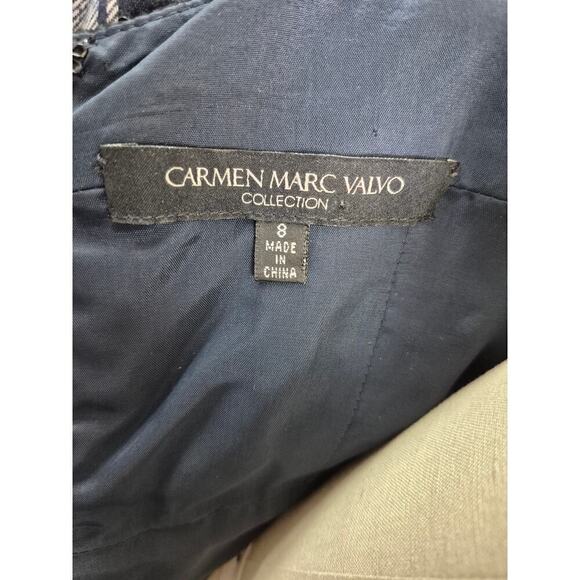 CARMEN MARC VALVO
COLLECTION
8
MADE
IN
CHINA